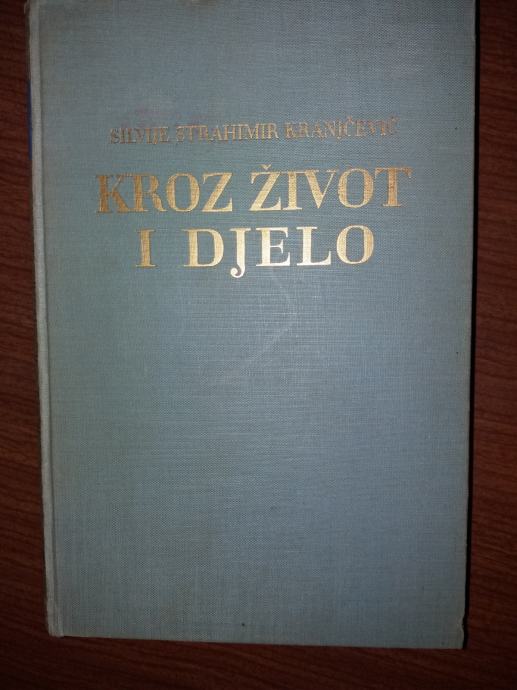 SILVIJE STRAHIMIR KRANJČEVIĆ
KROZ ŽIVOT
I DJELO